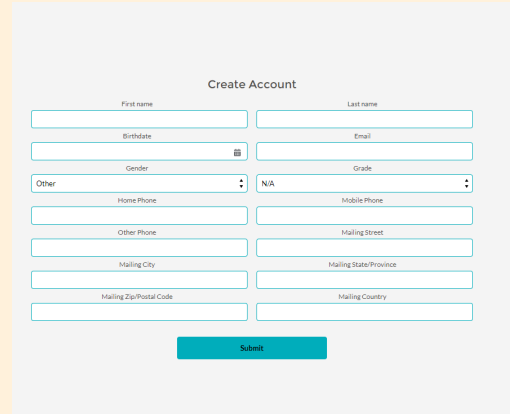 Create Account
First name Last name
Birthdate Email
Gender Grade
Other N/A
Home Phone Mobile Phone
Other Phone Mailing Street
Mailing City Mailing State/Province
Mailing Zip/Postal Code Mailing Country
Submit